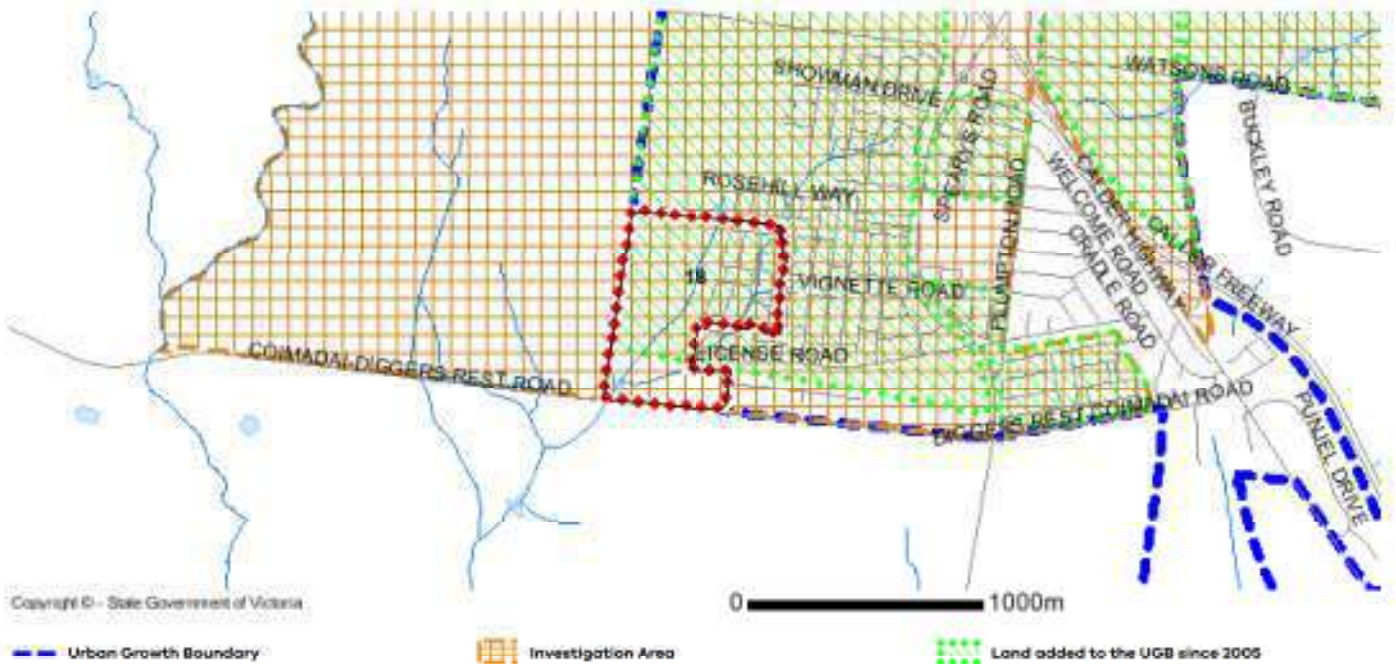 SHOWMAN DRIVE
WATSONS ROAD
SPEARYS ROAD
BUCKLEY ROAD
ROSEHILL WAY
PLUMPTON ROAD
CALDER HIGHWAY
WELCOME ROAD
CRADLE ROAD
CALDER FREEWAY
18
VIGNETTE ROAD
LICENSE ROAD
COIMADAI-DIGGERS REST ROAD
DIGGERS REST-COIMADAI ROAD
PUNJEL DRIVE
Copyright © - State Government of Victoria
0 1000m
Urban Growth Boundary Investigation Area Land added to the UGB since 2005